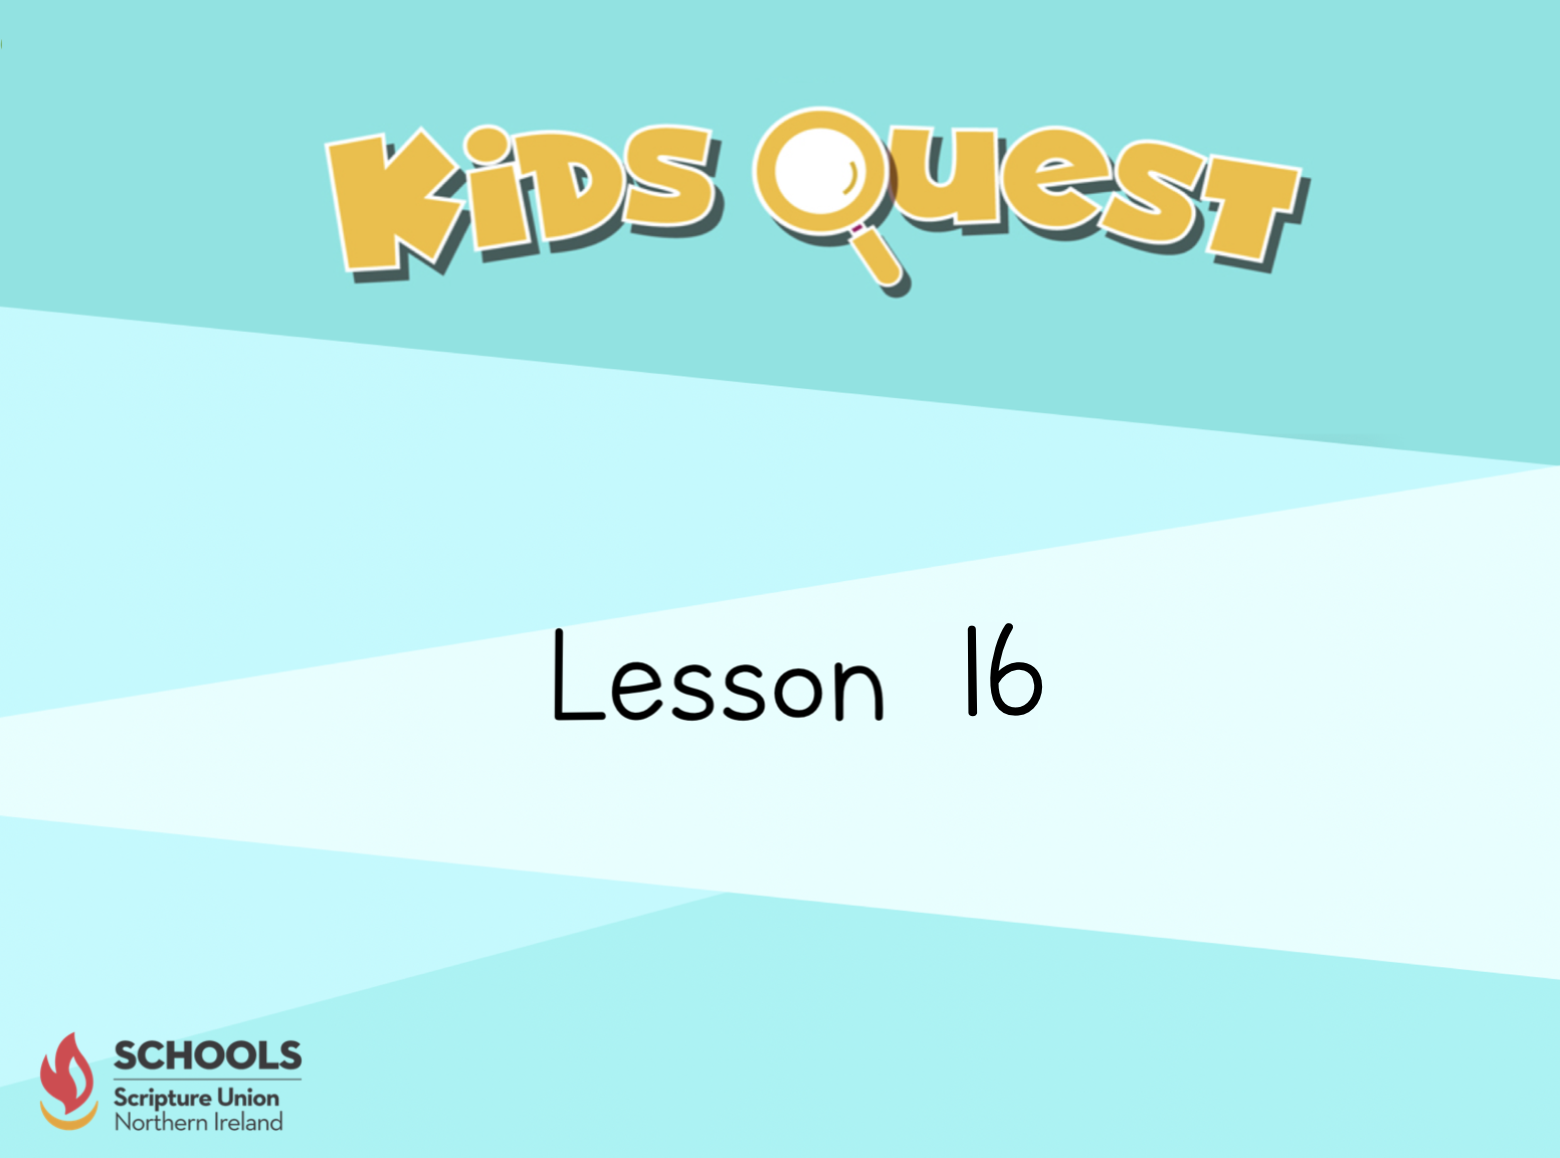 KiDS QUEST
Lesson 16
SCHOOLS
Scripture Union
Northern Ireland